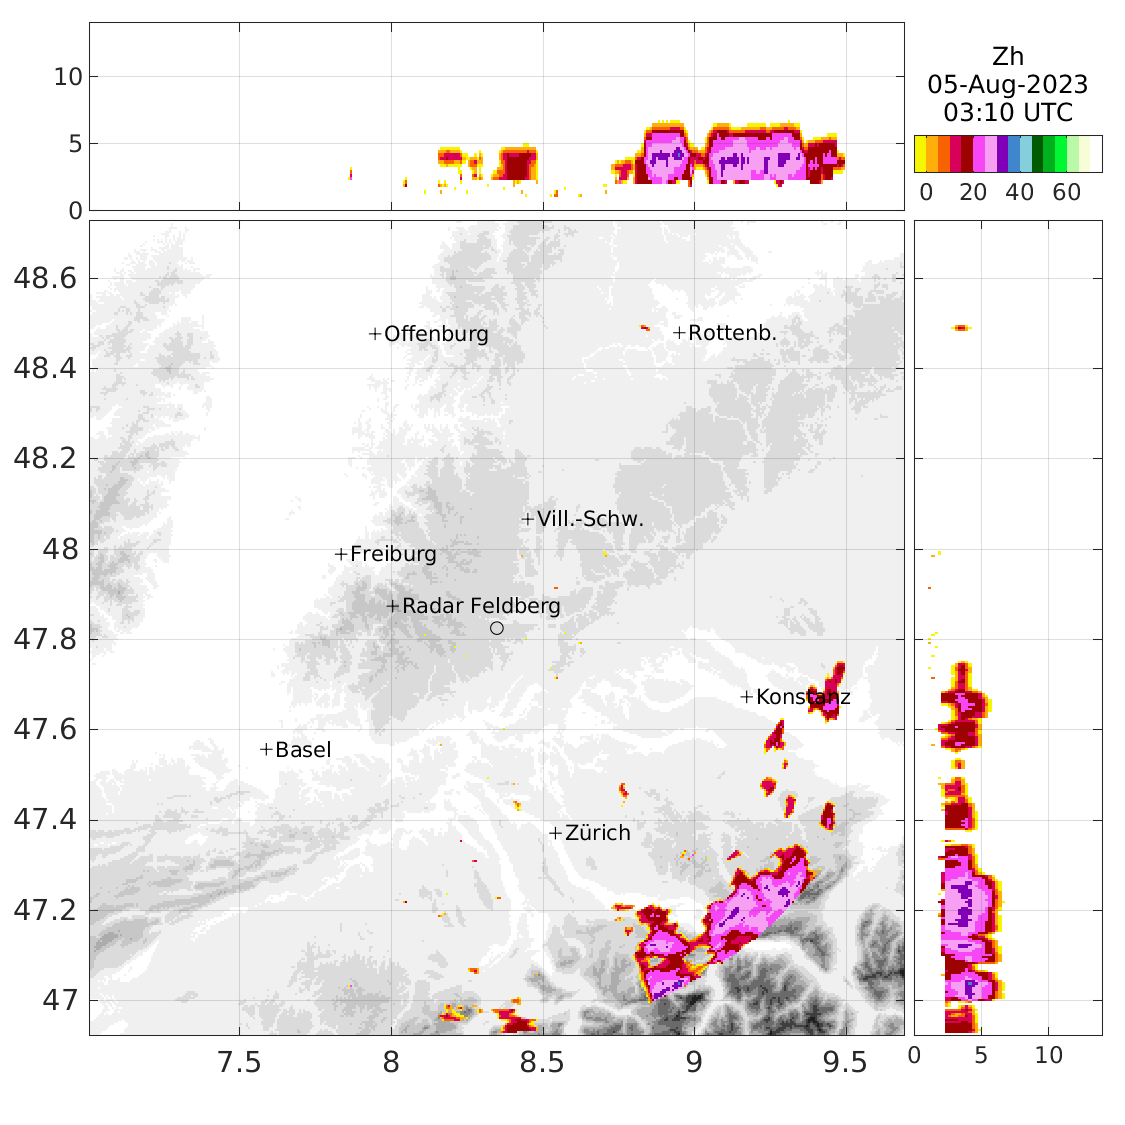 10
5
0
Zh
05-Aug-2023
03:10 UTC
0 20 40 60
48.6
48.4
48.2
48
47.8
47.6
47.4
47.2
47
+Offenburg
+Rottenb.
+Vill.-Schw.
+Freiburg
+Radar Feldberg
+Konstanz
+Basel
+Zürich
7.5 8 8.5 9 9.5
0 5 10